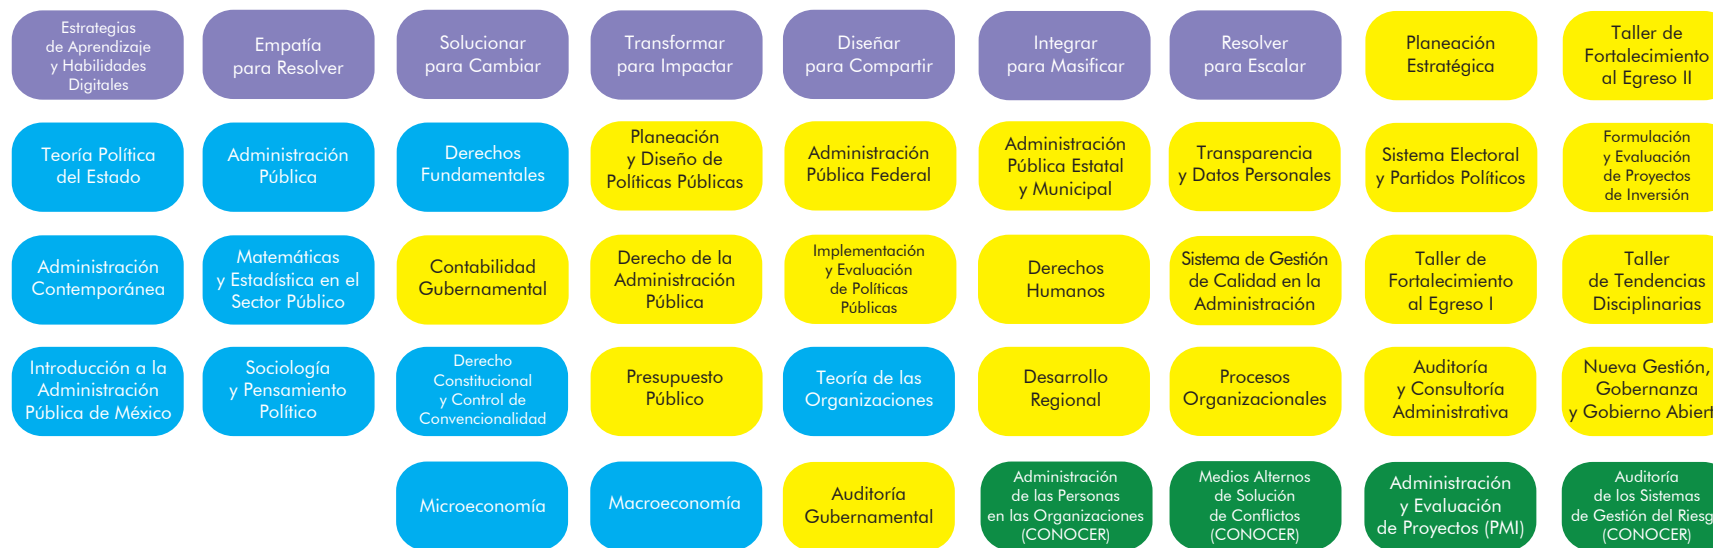 Estrategias
de Aprendizaje
y Habilidades
Digitales
Empatía
para Resolver
Solucionar
para Cambiar
Transformar
para Impactar
Diseñar
para Compartir
Integrar
para Masificar
Resolver
para Escalar
Planeación
Estratégica
Taller de
Fortalecimiento
al Egreso II
Teoría Política
del Estado
Administración
Pública
Derechos
Fundamentales
Planeación
y Diseño de
Políticas Públicas
Administración
Pública Federal
Administración
Pública Estatal
y Municipal
Transparencia
y Datos Personales
Sistema Electoral
y Partidos Políticos
Formulación
y Evaluación
de Proyectos
de Inversión
Administración
Contemporánea
Matemáticas
y Estadística en el
Sector Público
Contabilidad
Gubernamental
Derecho de la
Administración
Pública
Implementación
y Evaluación
de Políticas
Públicas
Derechos
Humanos
Sistema de Gestión
de Calidad en la
Administración
Taller de
Fortalecimiento
al Egreso I
Taller
de Tendencias
Disciplinarias
Introducción a la
Administración
Pública de México
Sociología
y Pensamiento
Político
Derecho
Constitucional
y Control de
Convencionalidad
Presupuesto
Público
Teoría de las
Organizaciones
Desarrollo
Regional
Procesos
Organizacionales
Auditoría
y Consultoría
Administrativa
Nueva Gestión,
Gobernanza
y Gobierno Abiert
Microeconomía
Macroeconomía
Auditoría
Gubernamental
Administración
de las Personas
en las Organizaciones
(CONOCER)
Medios Alternos
de Solución
de Conflictos
(CONOCER)
Administración
y Evaluación
de Proyectos (PMI)
Auditoría
de los Sistemas
de Gestión del Riesg
(CONOCER)